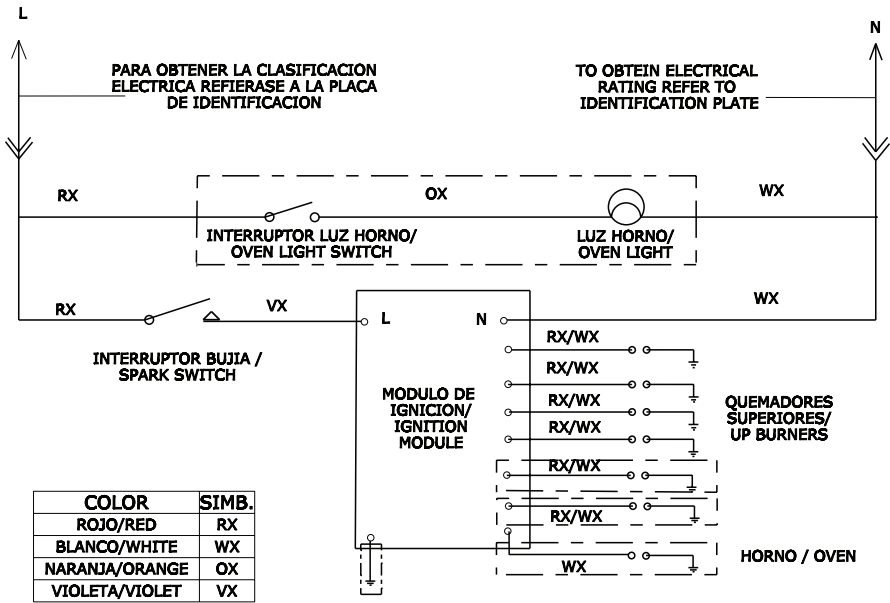 L
N
PARA OBTENER LA CLASIFICACION
ELECTRICA REFIERASE A LA PLACA
DE IDENTIFICACION
TO OBTEIN ELECTRICAL
RATING REFER TO
IDENTIFICATION PLATE
RX
OX
WX
INTERRUPTOR LUZ HORNO/
OVEN LIGHT SWITCH
LUZ HORNO/
OVEN LIGHT
RX
VX
WX
L
N
INTERRUPTOR BUJIA /
SPARK SWITCH
MODULO DE
IGNICION/
IGNITION
MODULE
RX/WX
RX/WX
RX/WX
RX/WX
RX/WX
RX/WX
WX
QUEMADORES
SUPERIORES/
UP BURNERS
HORNO / OVEN
COLOR SIMB.
ROJO/RED RX
BLANCO/WHITE WX
NARANJA/ORANGE OX
VIOLETA/VIOLET VX